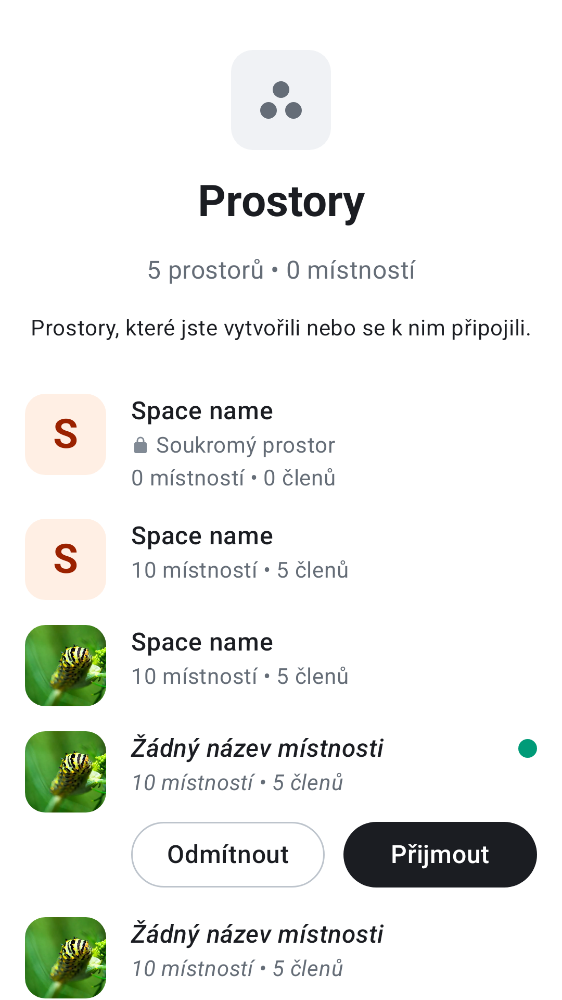 Prostory
5 prostorů • 0 místností
Prostory, které jste vytvořili nebo se k nim připojili.
S
Space name
Soukromý prostor
0 místností • 0 členů
S
Space name
10 místností • 5 členů
Space name
10 místností • 5 členů
Žádný název místnosti
10 místností • 5 členů
Odmítnout
Přijmout
Žádný název místnosti
10 místností • 5 členů